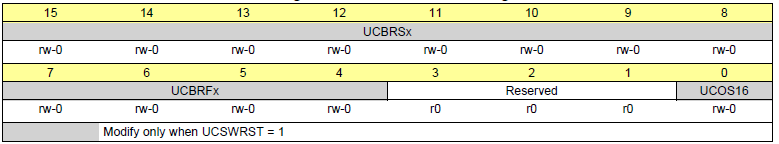 15 14 13 12 11 10 9 8
UCBRSx
rw-0 rw-0 rw-0 rw-0 rw-0 rw-0 rw-0 rw-0
7 6 5 4 3 2 1 0
UCBRFx Reserved UCOS16
rw-0 rw-0 rw-0 rw-0 r0 r0 r0 rw-0
Modify only when UCSWRST = 1